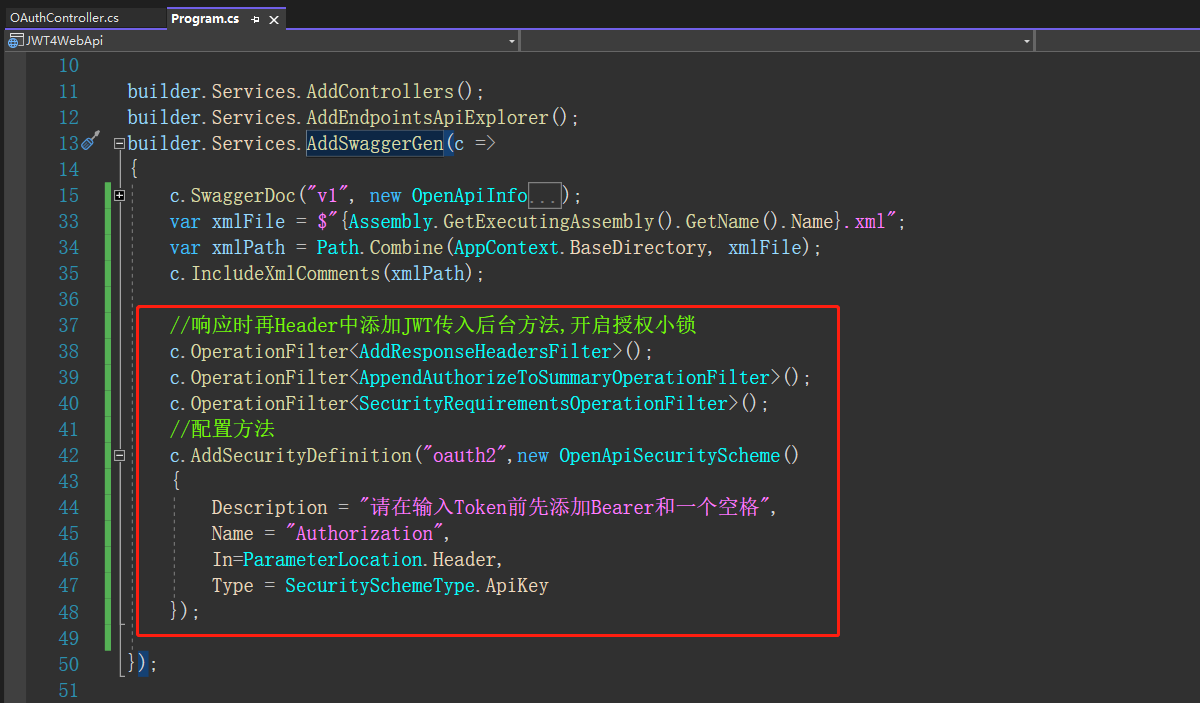 OAuthController.cs
Program.cs
JWT4WebApi
10
11 builder.Services.AddControllers();
12 builder.Services.AddEndpointsApiExplorer();
13 builder.Services.AddSwaggerGen(c =>
14 {
15 c.SwaggerDoc("v1", new OpenApiInfo...);
33 var xmlFile = $"{Assembly.GetExecutingAssembly().GetName().Name}.xml";
34 var xmlPath = Path.Combine(AppContext.BaseDirectory, xmlFile);
35 c.IncludeXmlComments(xmlPath);
36
37 //响应时再Header中添加JWT传入后台方法,开启授权小锁
38 c.OperationFilter<AddResponseHeadersFilter>();
39 c.OperationFilter<AppendAuthorizeToSummaryOperationFilter>();
40 c.OperationFilter<SecurityRequirementsOperationFilter>();
41 //配置方法
42 c.AddSecurityDefinition("oauth2",new OpenApiSecurityScheme()
43 {
44 Description = "请在输入Token前先添加Bearer和一个空格",
45 Name = "Authorization",
46 In=ParameterLocation.Header,
47 Type = SecuritySchemeType.ApiKey
48 });
49
50 });
51